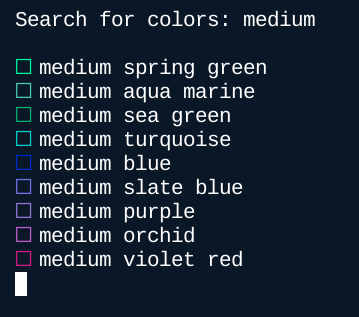 Search for colors: medium
□ medium spring green
□ medium aqua marine
□ medium sea green
□ medium turquoise
□ medium blue
□ medium slate blue
□ medium purple
□ medium orchid
□ medium violet red